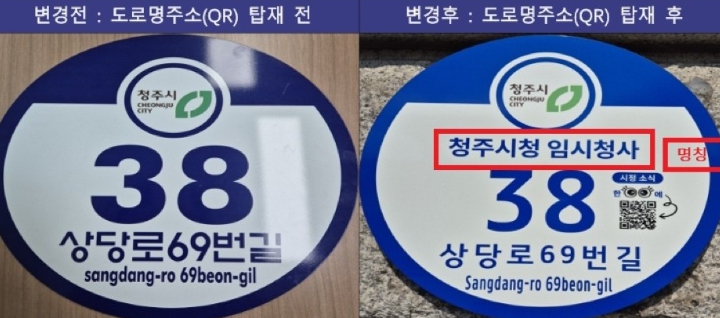 변경전 : 도로명주소(QR) 탑재 전
청주시
CHEONGJU
CITY
38
상당로69번길
sangdang-ro 69beon-gil
변경후 : 도로명주소(QR) 탑재 후
청주시
CHEONGJU
CITY
청주시청 임시청사
명칭
38
시정 소식
한 예
상당로69번길
Sangdang-ro 69beon-gil